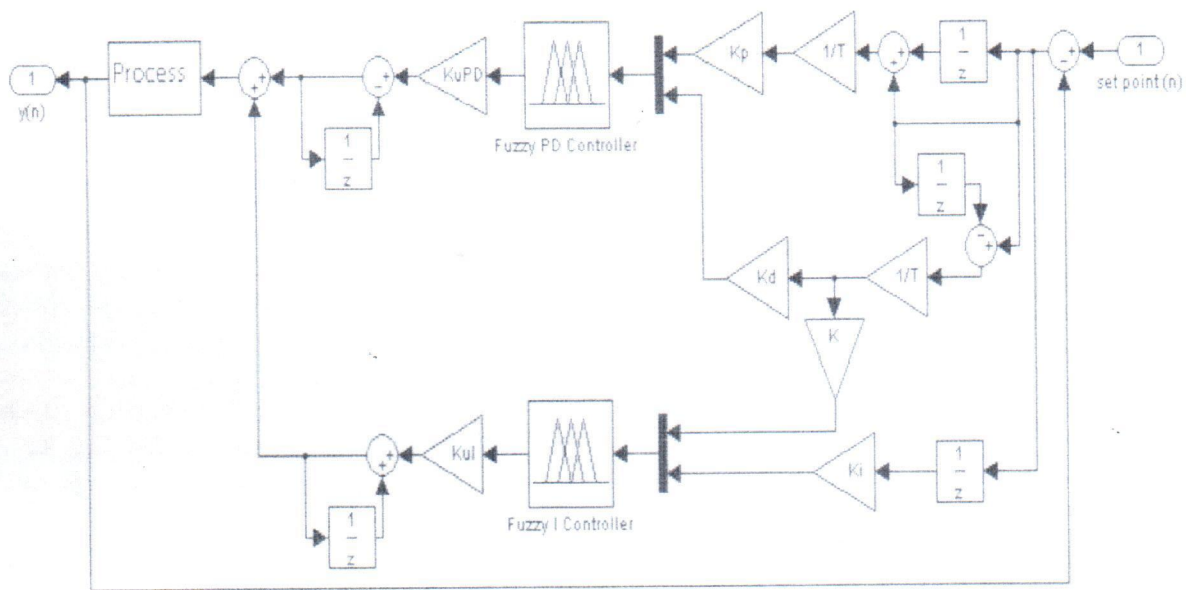 KuPD
Kp
1/T
1
z
1
Process
1
y(n)
set point (n)
Fuzzy PD Controller
1
z
1
z
Kd
1/T
K
KuI
Ki
1
z
Fuzzy I Controller
1
z